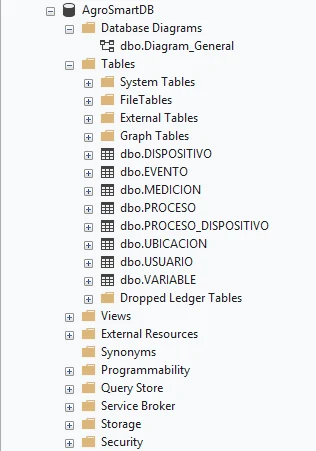 AgroSmartDB
Database Diagrams
dbo.Diagram_General
Tables
System Tables
FileTables
External Tables
Graph Tables
dbo.DISPOSITIVO
dbo.EVENTO
dbo.MEDICION
dbo.PROCESO
dbo.PROCESO_DISPOSITIVO
dbo.UBICACION
dbo.USUARIO
dbo.VARIABLE
Dropped Ledger Tables
Views
External Resources
Synonyms
Programmability
Query Store
Service Broker
Storage
Security